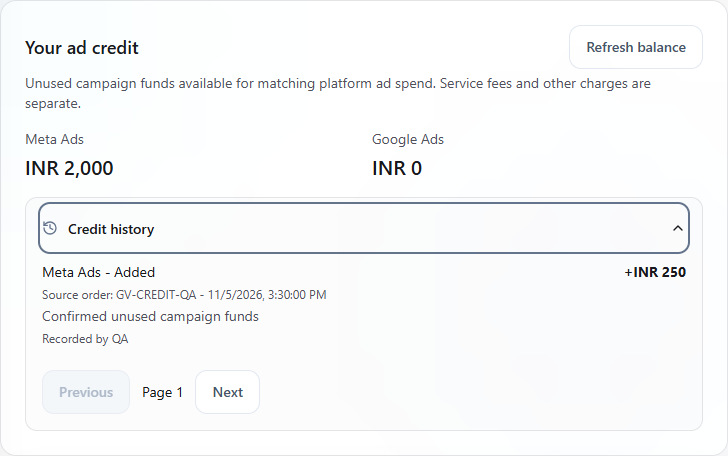 Your ad credit
Refresh balance
Unused campaign funds available for matching platform ad spend. Service fees and other charges are
separate.
Meta Ads
Google Ads
INR 2,000
INR 0
Credit history
Meta Ads - Added
+INR 250
Source order: GV-CREDIT-QA - 11/5/2026, 3:30:00 PM
Confirmed unused campaign funds
Recorded by QA
Previous
Page 1
Next